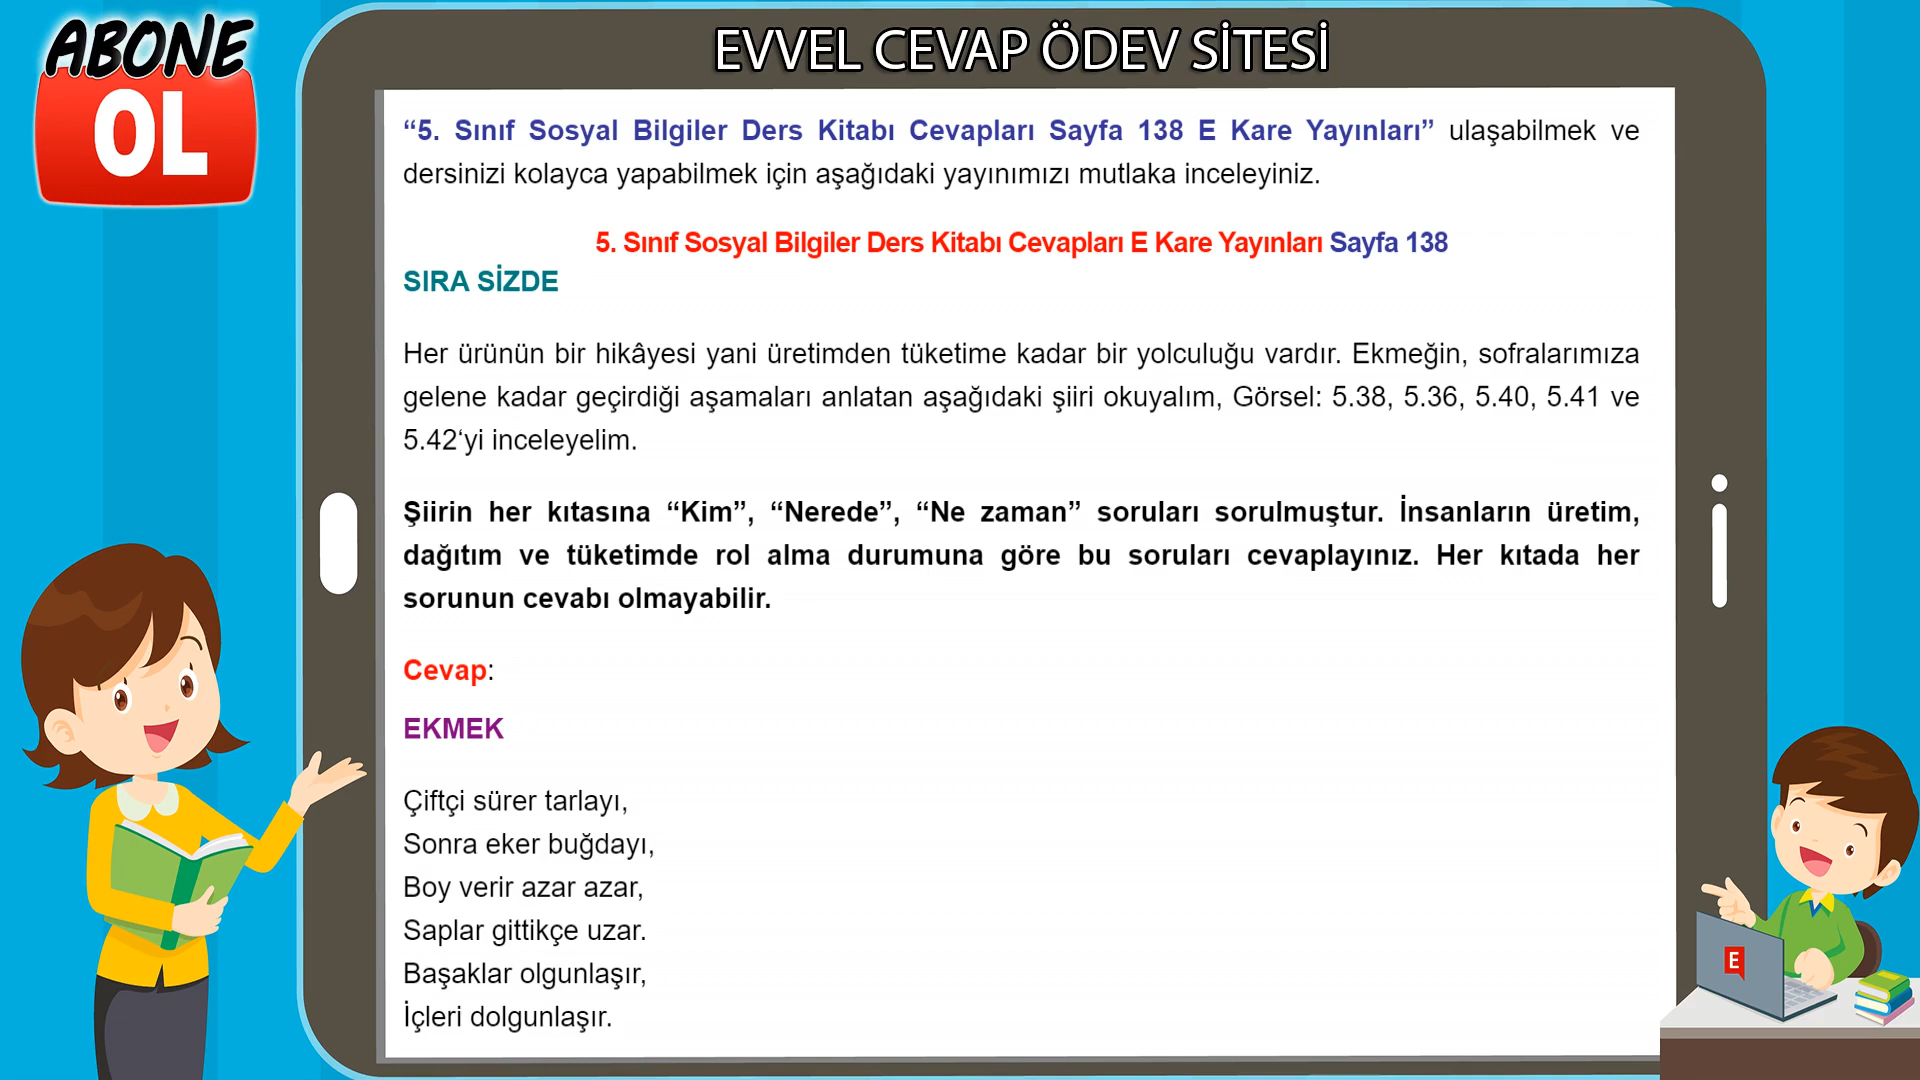 ABONE
OL
EVVEL CEVAP ÖDEV SİTESİ
“5. Sınıf Sosyal Bilgiler Ders Kitabı Cevapları Sayfa 138 E Kare Yayınları” ulaşabilmek ve
dersinizi kolayca yapabilmek için aşağıdaki yayınımızı mutlaka inceleyiniz.
5. Sınıf Sosyal Bilgiler Ders Kitabı Cevapları E Kare Yayınları Sayfa 138
SIRA SİZDE
Her ürünün bir hikâyesi yani üretimden tüketime kadar bir yolculuğu vardır. Ekmeğin, sofralarımıza
gelene kadar geçirdiği aşamaları anlatan aşağıdaki şiiri okuyalım, Görsel: 5.38, 5.36, 5.40, 5.41 ve
5.42‘yi inceleyelim.
Şiirin her kıtasına “Kim”, “Nerede”, “Ne zaman” soruları sorulmuştur. İnsanların üretim,
dağıtım ve tüketimde rol alma durumuna göre bu soruları cevaplayınız. Her kıtada her
sorunun cevabı olmayabilir.
Cevap:
EKMEK
Çiftçi sürer tarlayı,
Sonra eker buğdayı,
Boy verir azar azar,
Saplar gittikçe uzar.
Başaklar olgunlaşır,
İçleri dolgunlaşır.
E